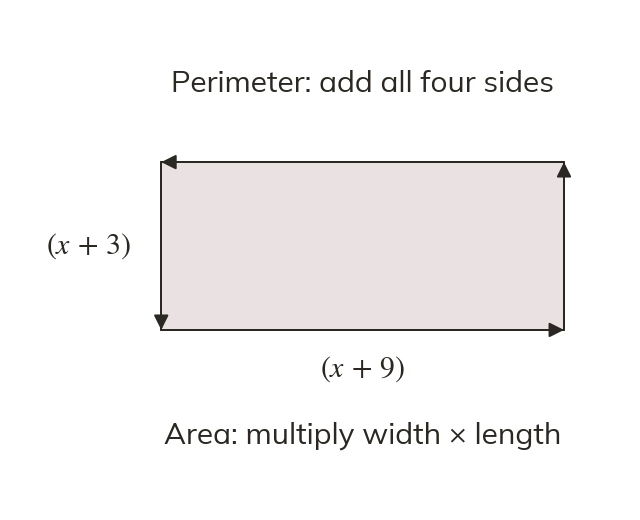 Perimeter: add all four sides
(x + 3)
(x + 9)
Area: multiply width × length